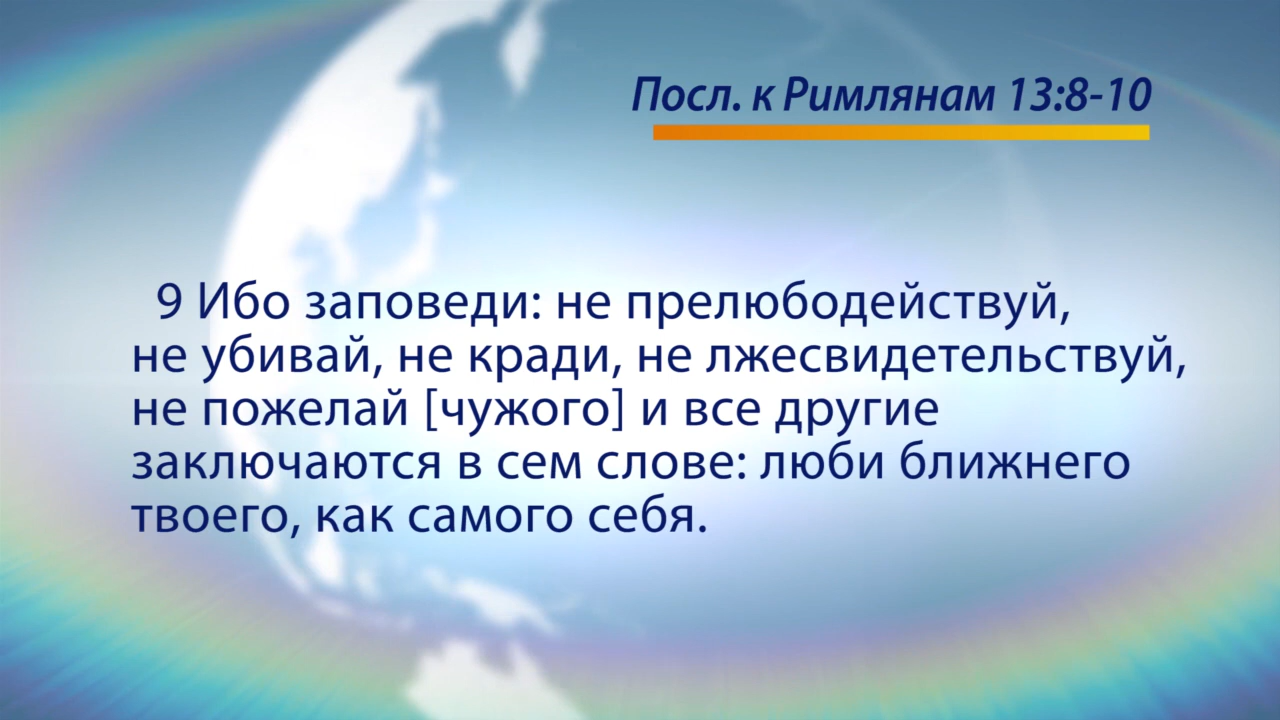 Посл. к Римлянам 13:8-10
9 Ибо заповеди: не прелюбодействуй,
не убивай, не кради, не лжесвидетельствуй,
не пожелай [чужого] и все другие
заключаются в сем слове: люби ближнего
твоего, как самого себя.